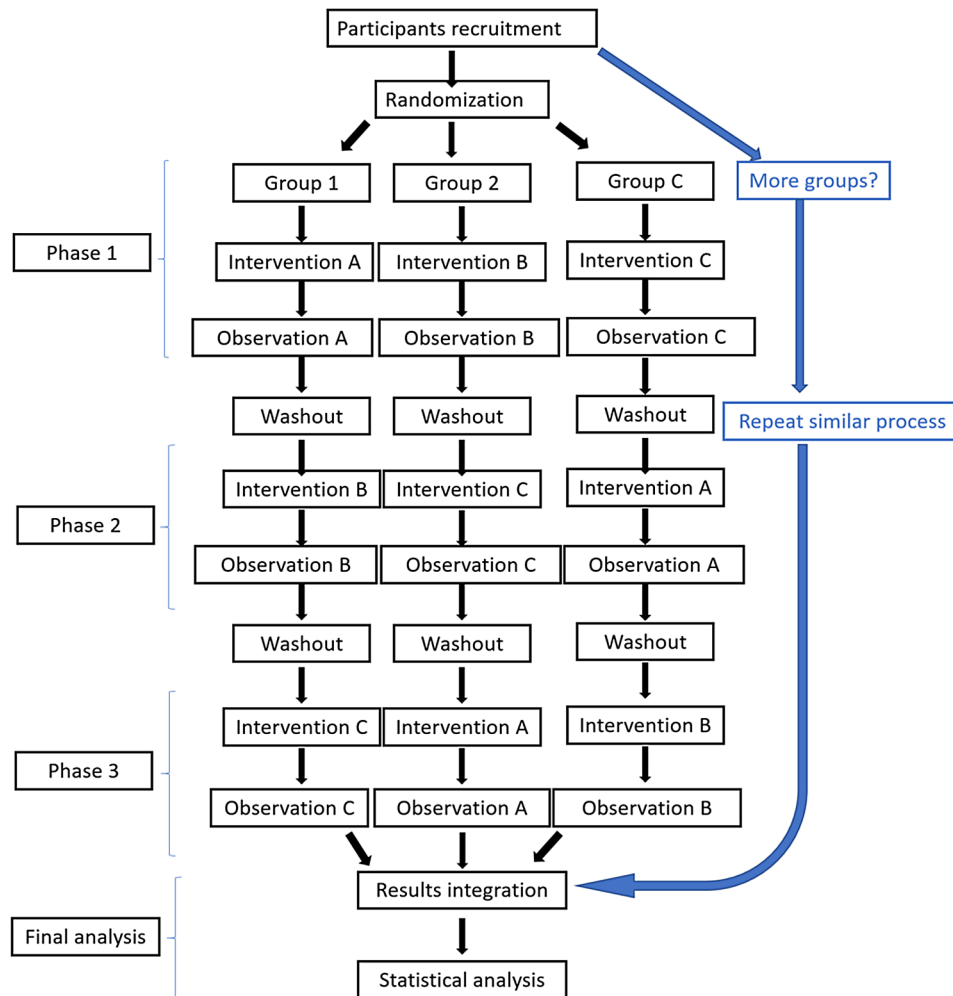 Participants recruitment
Randomization
Group 1
Group 2
Group C
More groups?
Phase 1
Intervention A
Intervention B
Intervention C
Observation A
Observation B
Observation C
Washout
Washout
Washout
Repeat similar process
Phase 2
Intervention B
Intervention C
Intervention A
Observation B
Observation C
Observation A
Washout
Washout
Washout
Phase 3
Intervention C
Intervention A
Intervention B
Observation C
Observation A
Observation B
Results integration
Final analysis
Statistical analysis